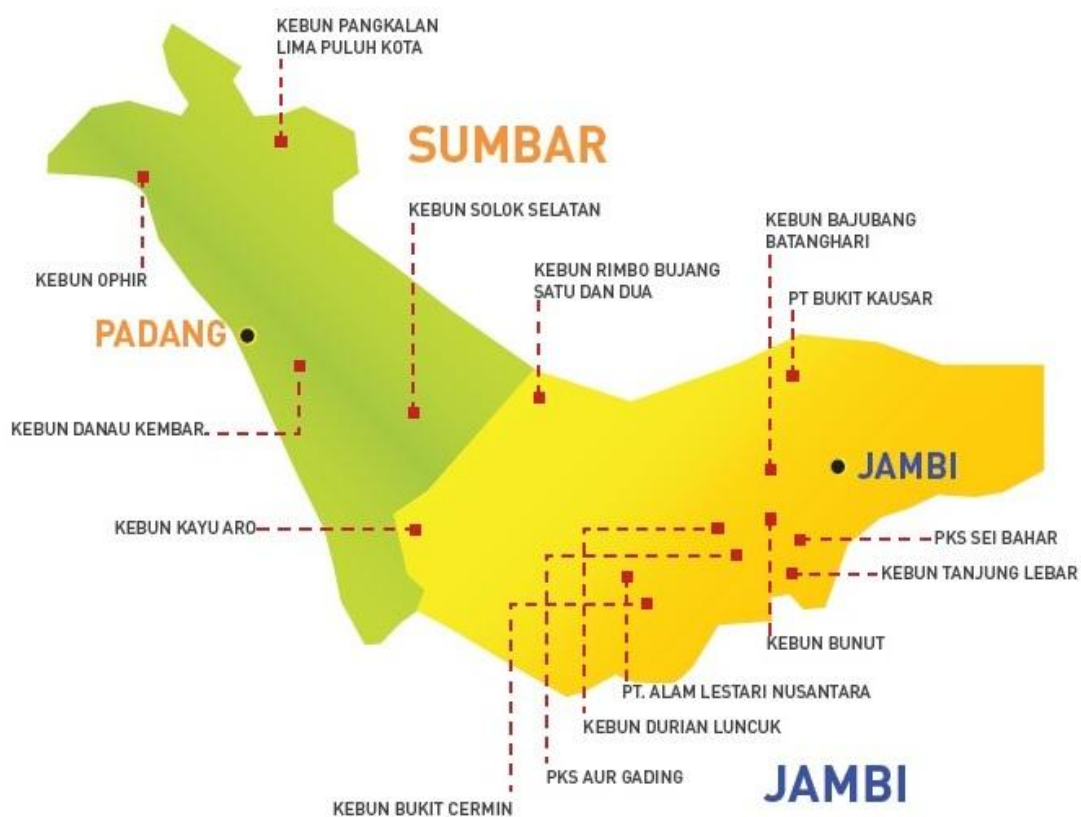 KEBUN PANGKALAN
LIMA PULUH KOTA
SUMBAR
KEBUN SOLOK SELATAN
KEBUN BAJUBANG
BATANGHARI
KEBUN OPHIR
KEBUN RIMBO BUJANG
SATU DAN DUA
PT BUKIT KAUSAR
PADANG
KEBUN DANAU KEMBAR
JAMBI
KEBUN KAYU ARO
PKS SEI BAHAR
KEBUN TANJUNG LEBAR
KEBUN BUNUT
PT. ALAM LESTARI NUSANTARA
KEBUN DURIAN LUNCUK
PKS AUR GADING
JAMBI
KEBUN BUKIT CERMIN